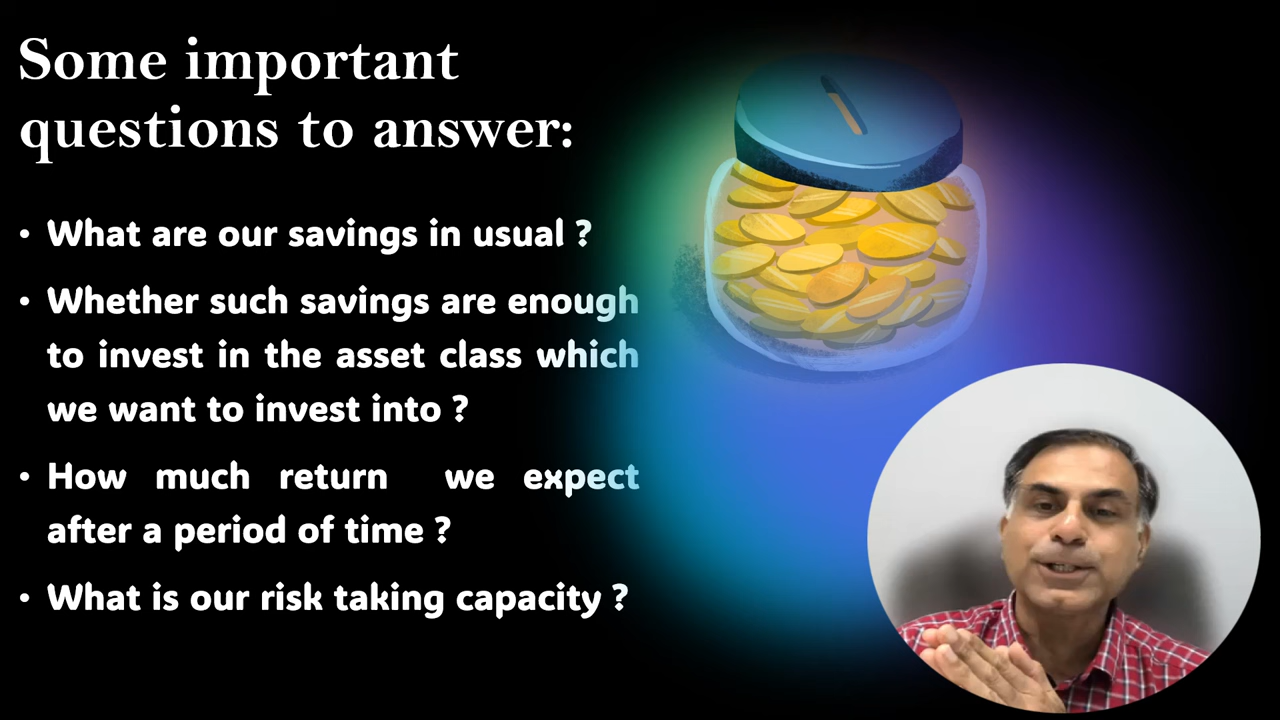 Some important
questions to answer:
• What are our savings in usual ?
• Whether such savings are enough
to invest in the asset class which
we want to invest into ?
• How much return we expect
after a period of time ?
• What is our risk taking capacity ?